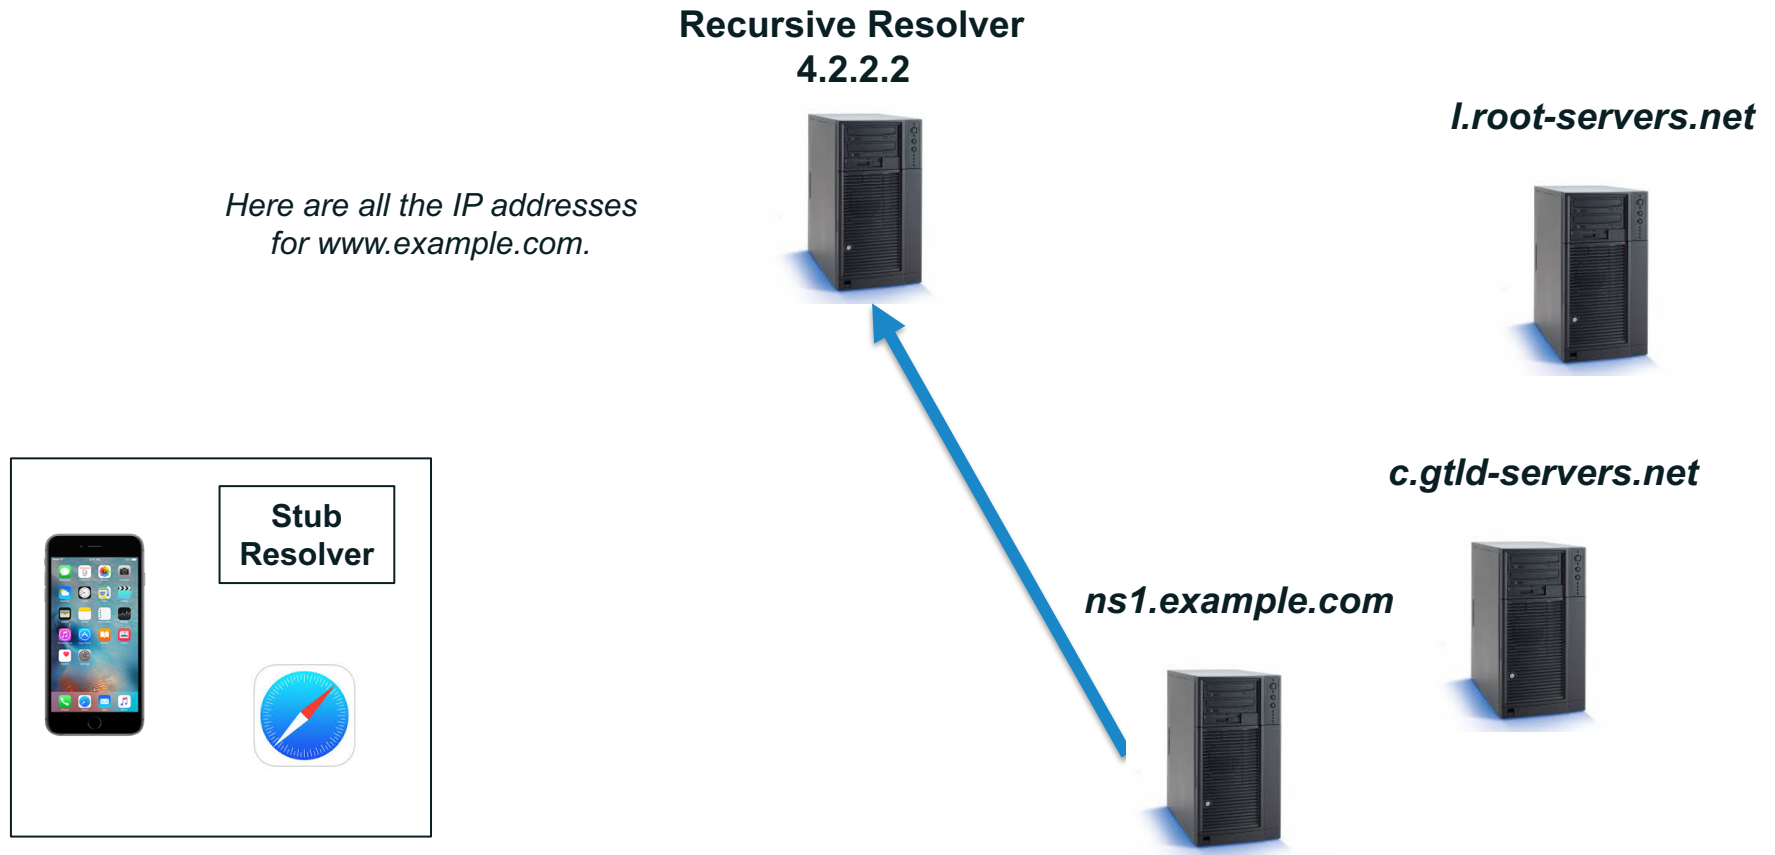 Recursive Resolver
4.2.2.2
l.root-servers.net
Here are all the IP addresses
for www.example.com.
c.gtld-servers.net
Stub
Resolver
ns1.example.com